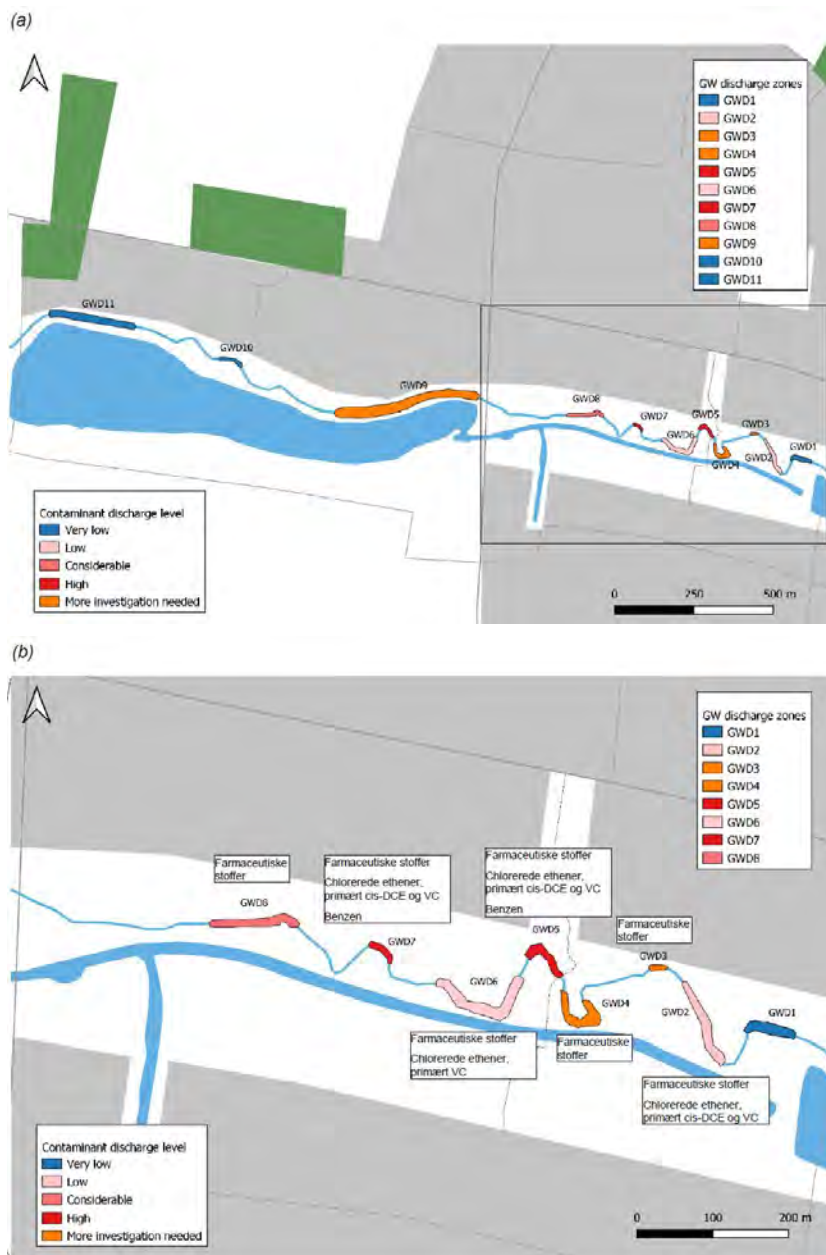 (a)
GW discharge zones
GWD1
GWD2
GWD3
GWD4
GWD5
GWD6
GWD7
GWD8
GWD9
GWD10
GWD11
GWD11
GWD10
GWD9
GWD8
GWD7
GWD6
GWD5
GWD4
GWD3
GWD2
GWD1
Contaminant discharge level
Very low
Low
Considerable
High
More investigation needed
0 250 500 m
(b)
GW discharge zones
GWD1
GWD2
GWD3
GWD4
GWD5
GWD6
GWD7
GWD8
Farmaceutiske
stoffer
GWD8
Farmaceutiske stoffer
Chlorerede ethener,
primært cis-DCE og VC
Benzen
GWD7
Farmaceutiske stoffer
Chlorerede ethener,
primært cis-DCE og VC
Benzen
GWD5
Farmaceutiske
stoffer
GWD3
GWD6
GWD4
GWD2
GWD1
Farmaceutiske stoffer
Chlorerede ethener,
primært VC
Farmaceutiske
stoffer
Farmaceutiske stoffer
Chlorerede ethener,
primært cis-DCE og VC
Contaminant discharge level
Very low
Low
Considerable
High
More investigation needed
0 100 200 m